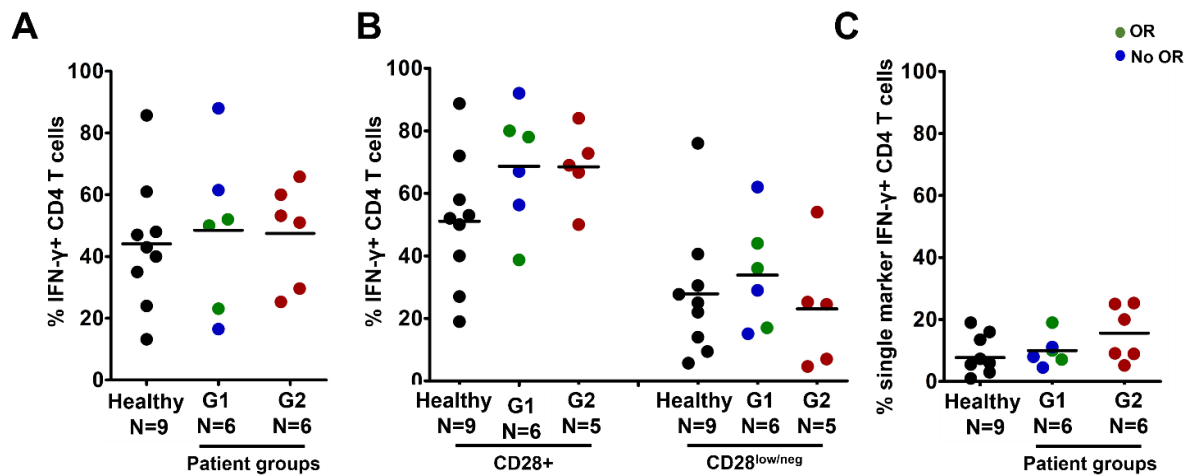 A
% IFN-γ+ CD4 T cells
100
80
60
40
20
0
Healthy G1 G2
N=9 N=6 N=6
Patient groups
B
% IFN-γ+ CD4 T cells
100
80
60
40
20
0
Healthy G1 G2 Healthy G1 G2
N=9 N=6 N=5 N=9 N=6 N=5
CD28+ CD28low/neg
C
OR
No OR
% single marker IFN-γ+ CD4 T cells
100
80
60
40
20
0
Healthy G1 G2
N=9 N=6 N=6
Patient groups